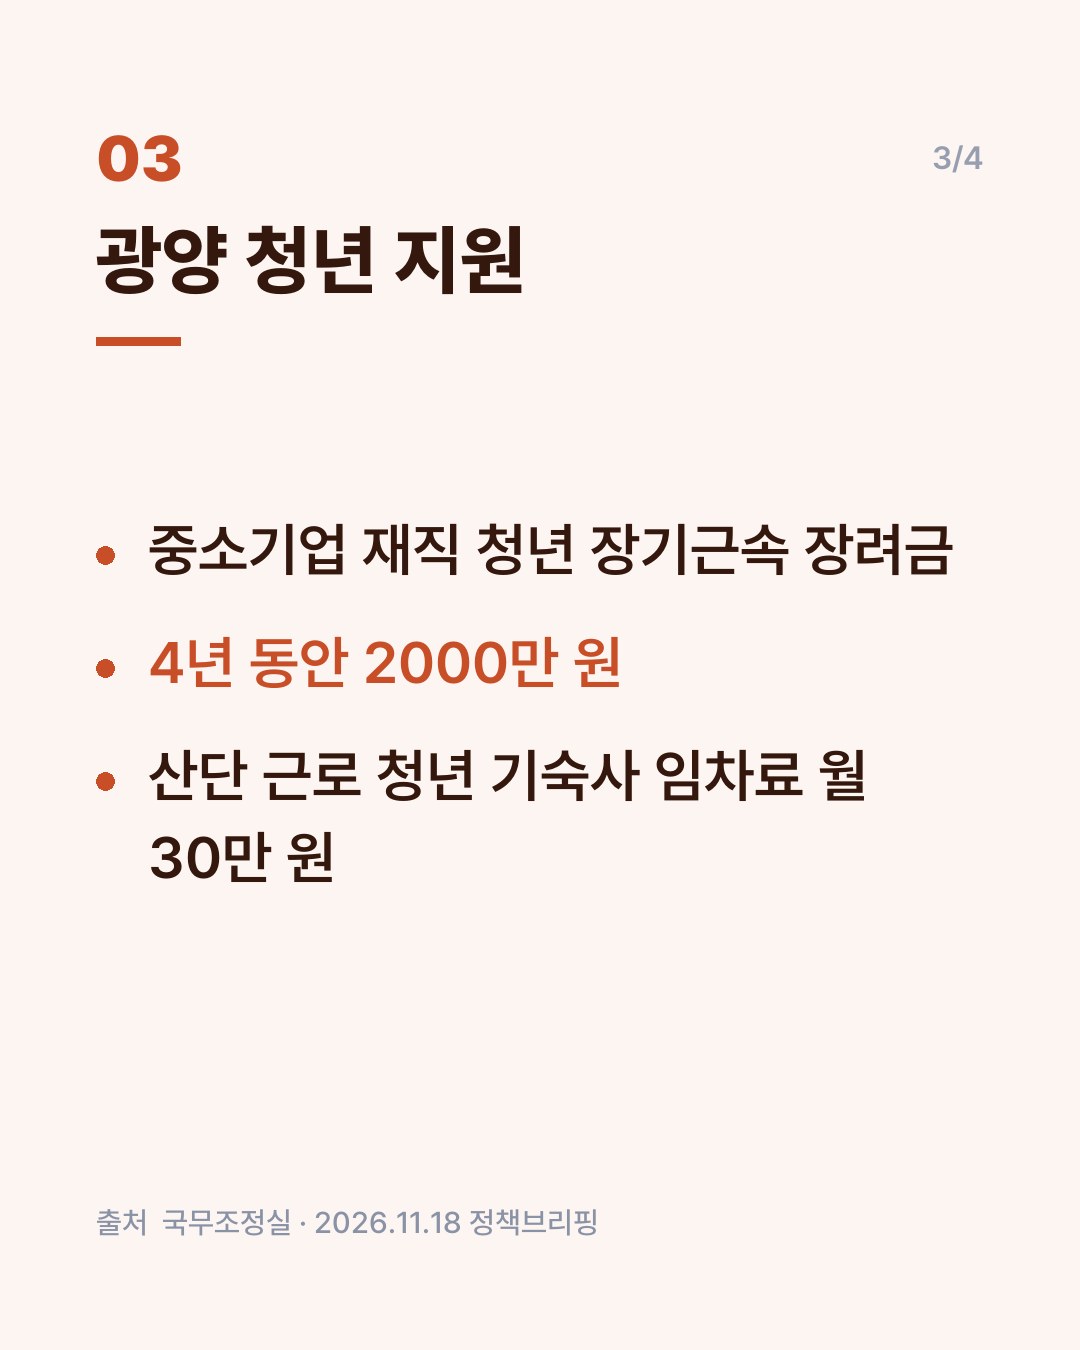 03
3/4
광양 청년 지원
중소기업 재직 청년 장기근속 장려금
4년 동안 2000만 원
산단 근로 청년 기숙사 임차료 월
30만 원
출처 국무조정실 · 2026.11.18 정책브리핑